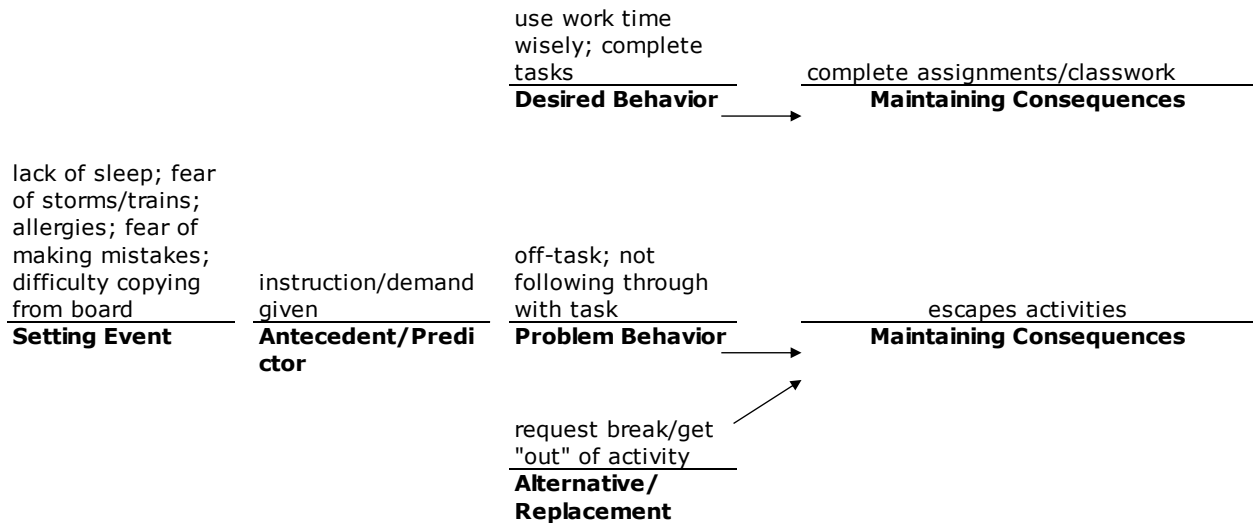 use work time
wisely; complete
tasks
Desired Behavior
complete assignments/classwork
Maintaining Consequences
lack of sleep; fear
of storms/trains;
allergies; fear of
making mistakes;
difficulty copying
from board
Setting Event
instruction/demand
given
Antecedent/Predi
ctor
off-task; not
following through
with task
Problem Behavior
escapes activities
Maintaining Consequences
request break/get
"out" of activity
Alternative/
Replacement